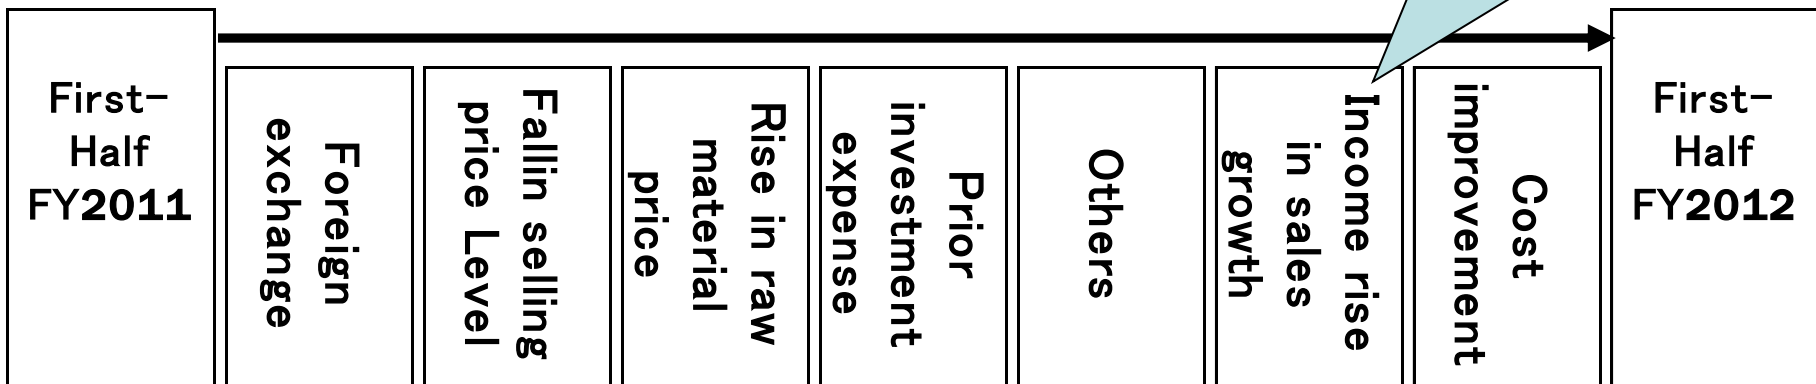 First-
Half
FY2011
Foreign
exchange
Fallin selling
price Level
Rise in raw
material
price
Prior
investment
expense
Others
Income rise
in sales
growth
Cost
improvement
First-
Half
FY2012